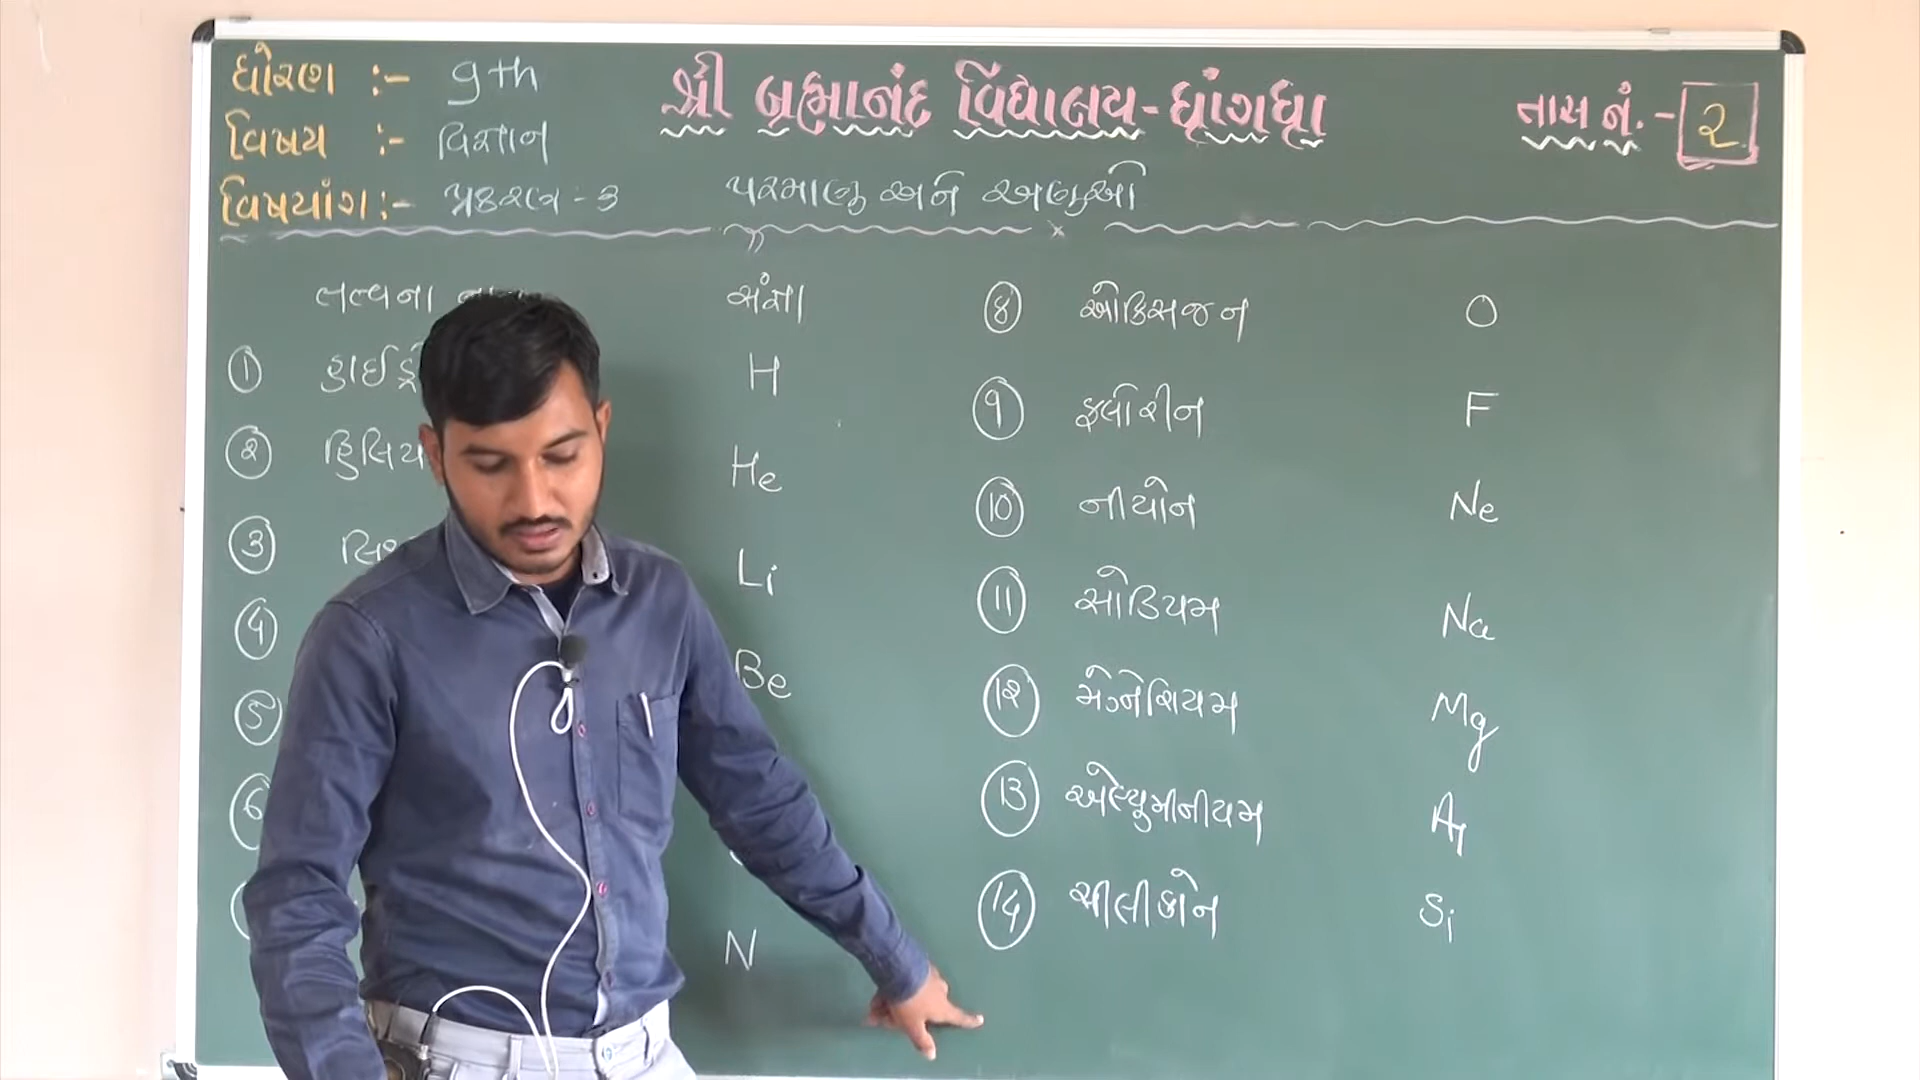 ધોરણ :- 9th
વિષય :- વિજ્ઞાન
વિષયાંગ :- પ્રકરણ - ૩ પરમાણુ અને અણુઓ
શ્રી બ્રહ્માનંદ વિદ્યાલય - ધ્રાંગધ્રા
તાસ નં. - ૨
તત્વના સંજ્ઞા
① H
② He
③ Li
④ Be
⑤
⑥
N
⑧ ઓક્સિજન O
⑨ ફ્લોરીન F
⑩ નીયોન Ne
⑪ સોડિયમ Na
⑫ મેગ્નેશિયમ Mg
⑬ એલ્યુમીનીયમ Al
⑭ સીલીકોન Si